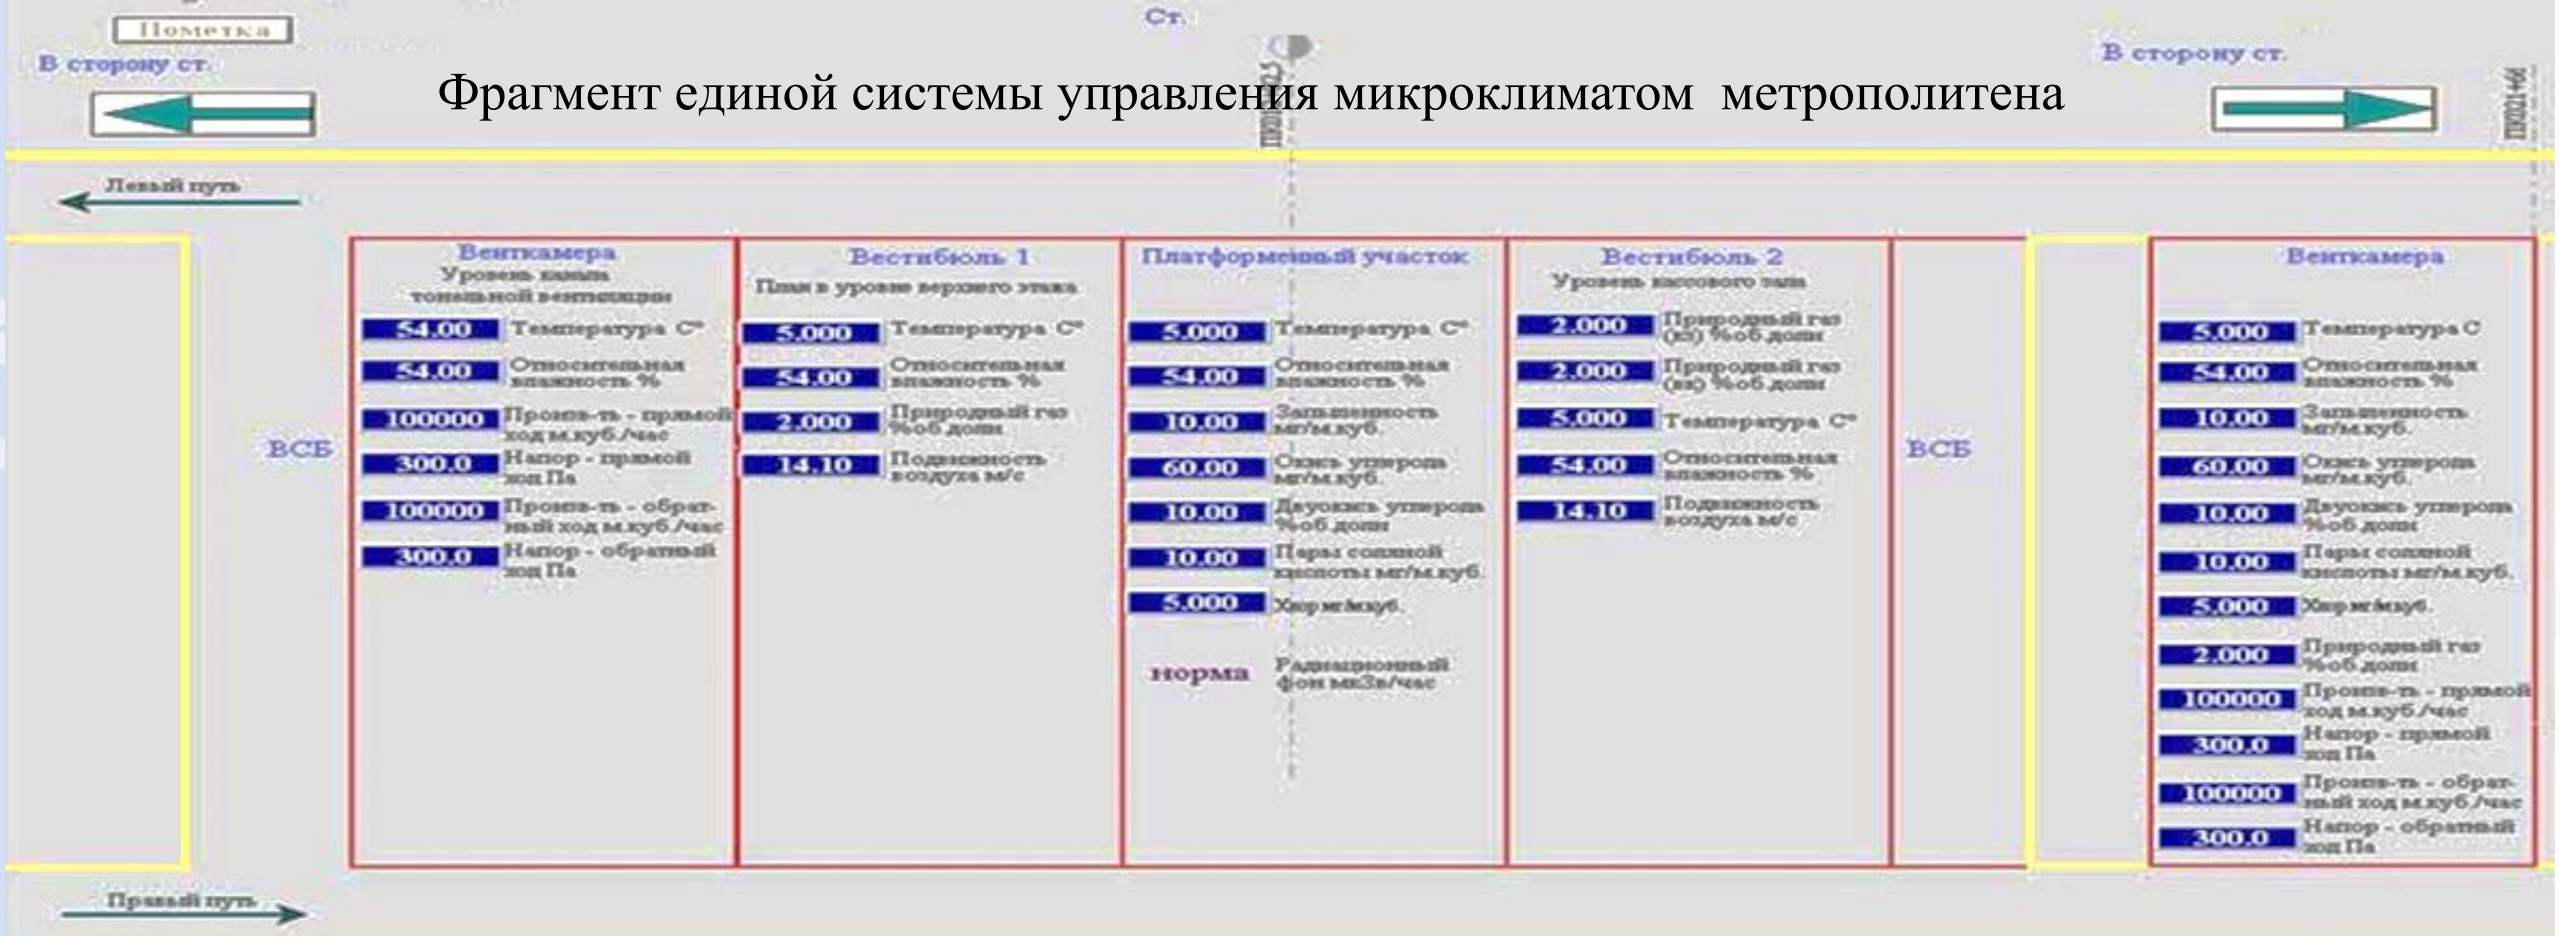 Пометка
Ст.
В сторону ст.
В сторону ст.
Фрагмент единой системы управления микроклиматом метрополитена
Левый путь
ВСБ
Венткамера
Уровень канала
тонельной вентиляции
54.00 Температура С°
54.00 Относительная
влажность %
100000 Произв-ть - прямой
ход м.куб./час
300.0 Напор - прямой
ход Па
100000 Произв-ть - обрат-
ный ход м.куб./час
300.0 Напор - обратный
ход Па
Вестибюль 1
План в уровне верхнего этажа
5.000 Температура С°
54.00 Относительная
влажность %
2.000 Природный газ
%об.доли
14.10 Подвижность
воздуха м/с
Платформенный участок
5.000 Температура С°
54.00 Относительная
влажность %
10.00 Запыленность
мг/м.куб.
60.00 Окись углерода
мг/м.куб.
10.00 Двуокись углерода
%об.доли
10.00 Пары соляной
кислоты мг/м.куб.
5.000 Хлор мг/м.куб.
норма Радиационный
фон мкЗв/час
Вестибюль 2
Уровень кассового зала
2.000 Природный газ
%об.доли
2.000 Природный газ
%об.доли
5.000 Температура С°
54.00 Относительная
влажность %
14.10 Подвижность
воздуха м/с
ВСБ
Венткамера
5.000 Температура С
54.00 Относительная
влажность %
10.00 Запыленность
мг/м.куб.
60.00 Окись углерода
мг/м.куб.
10.00 Двуокись углерода
%об.доли
10.00 Пары соляной
кислоты мг/м.куб.
5.000 Хлор мг/м.куб.
2.000 Природный газ
%об.доли
100000 Произв-ть - прямой
ход м.куб./час
300.0 Напор - прямой
ход Па
100000 Произв-ть - обрат-
ный ход м.куб./час
300.0 Напор - обратный
ход Па
Правый путь